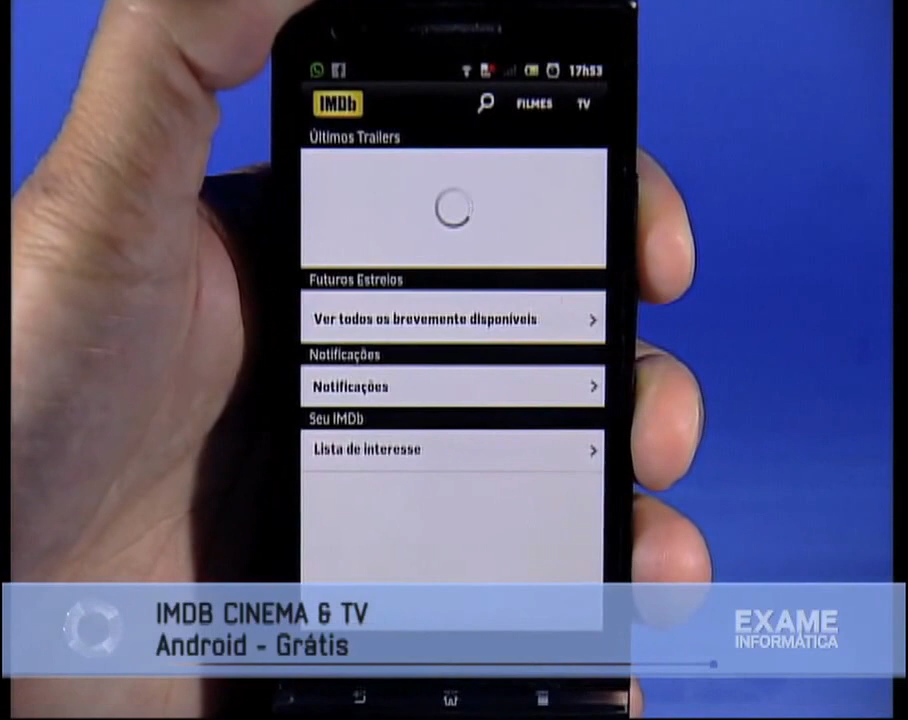 17h53
IMDb FILMES TV
Últimos Trailers
Futuros Estreios
Ver todos os brevemente disponíveis
Notificações
Notificações
Seu IMDb
Lista de interesse
IMDB CINEMA & TV
Android - Grátis
EXAME
INFORMÁTICA